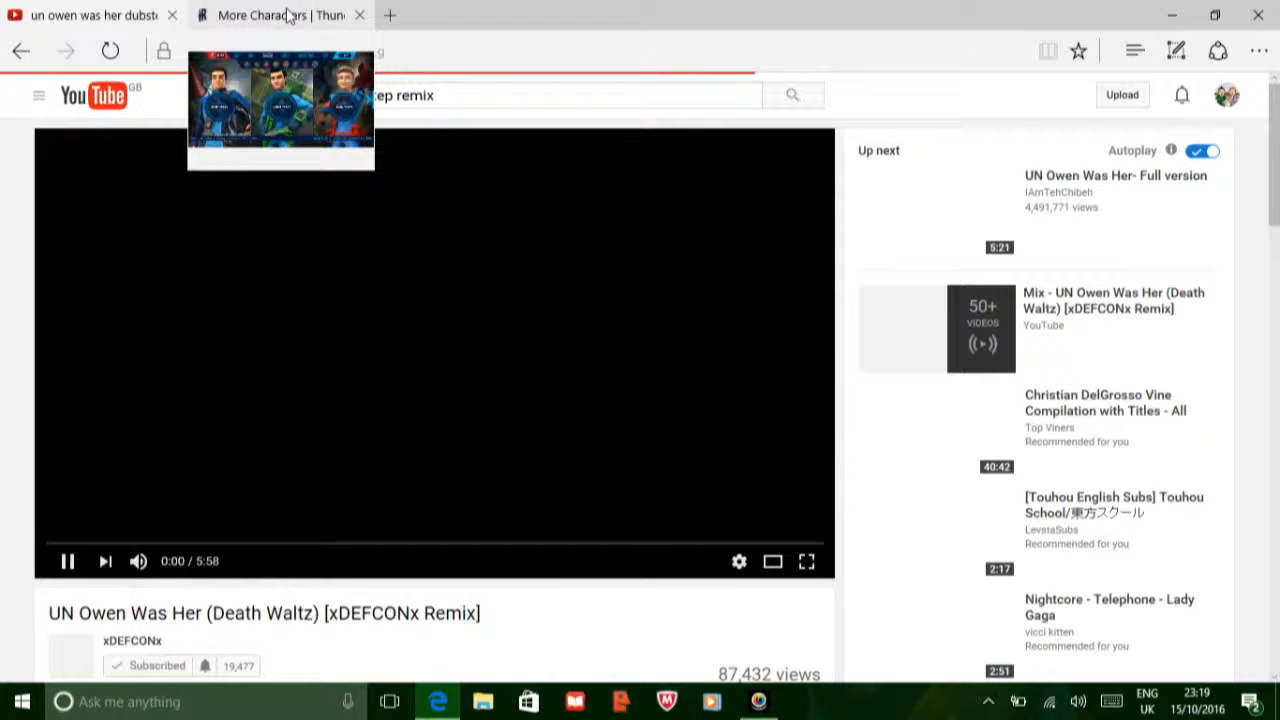 un owen was her dubst
More Characters | Thun
YouTube GB
ep remix
Upload
Up next
Autoplay
UN Owen Was Her- Full version
IAmTehChibeh
4,491,771 views
5:21
50+
VIDEOS
Mix - UN Owen Was Her (Death
Waltz) [xDEFCONx Remix]
YouTube
Christian DelGrosso Vine
Compilation with Titles - All
Top Viners
Recommended for you
40:42
[Touhou English Subs] Touhou
School/東方スクール
LevstaSubs
Recommended for you
2:17
Nightcore - Telephone - Lady
Gaga
vicci kitten
Recommended for you
2:51
0:00 / 5:58
UN Owen Was Her (Death Waltz) [xDEFCONx Remix]
xDEFCONx
Subscribed
19,477
87,432 views
Ask me anything
ENG
UK
23:19
15/10/2016
2